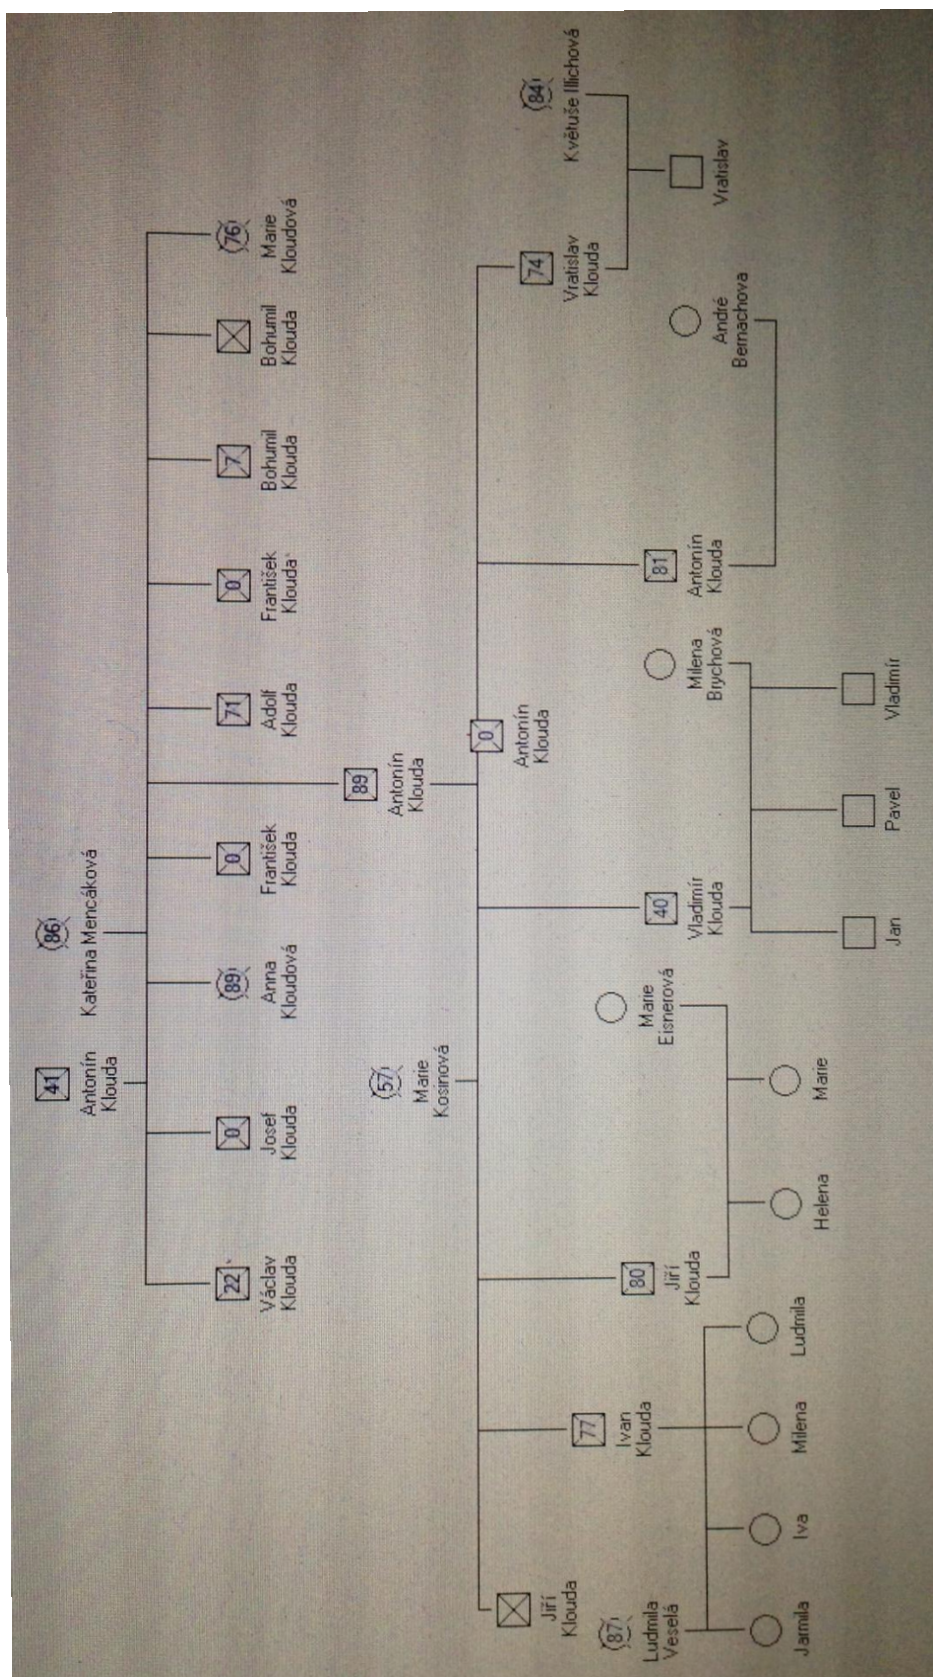 41
86
Antonín
Klouda
Kateřina Mencáková
22
0
89
0
71
0
7
76
Václav
Klouda
Josef
Klouda
Anna
Kloudová
František
Klouda
Adolf
Klouda
František
Klouda
Bohumil
Klouda
Bohumil
Klouda
Marie
Kloudová
57
89
Marie
Kosinová
Antonín
Klouda
Jiří
Klouda
0
Antonín
Klouda
74
Vratislav
Klouda
84
Květuše Illichová
87
Ludmila
Veselá
77
Ivan
Klouda
80
Jiří
Klouda
Marie
Eisnerová
40
Vladimír
Klouda
Milena
Brychová
81
Antonín
Klouda
André
Bernachova
Vratislav
Jarmila
Iva
Milena
Ludmila
Helena
Marie
Jan
Pavel
Vladimír